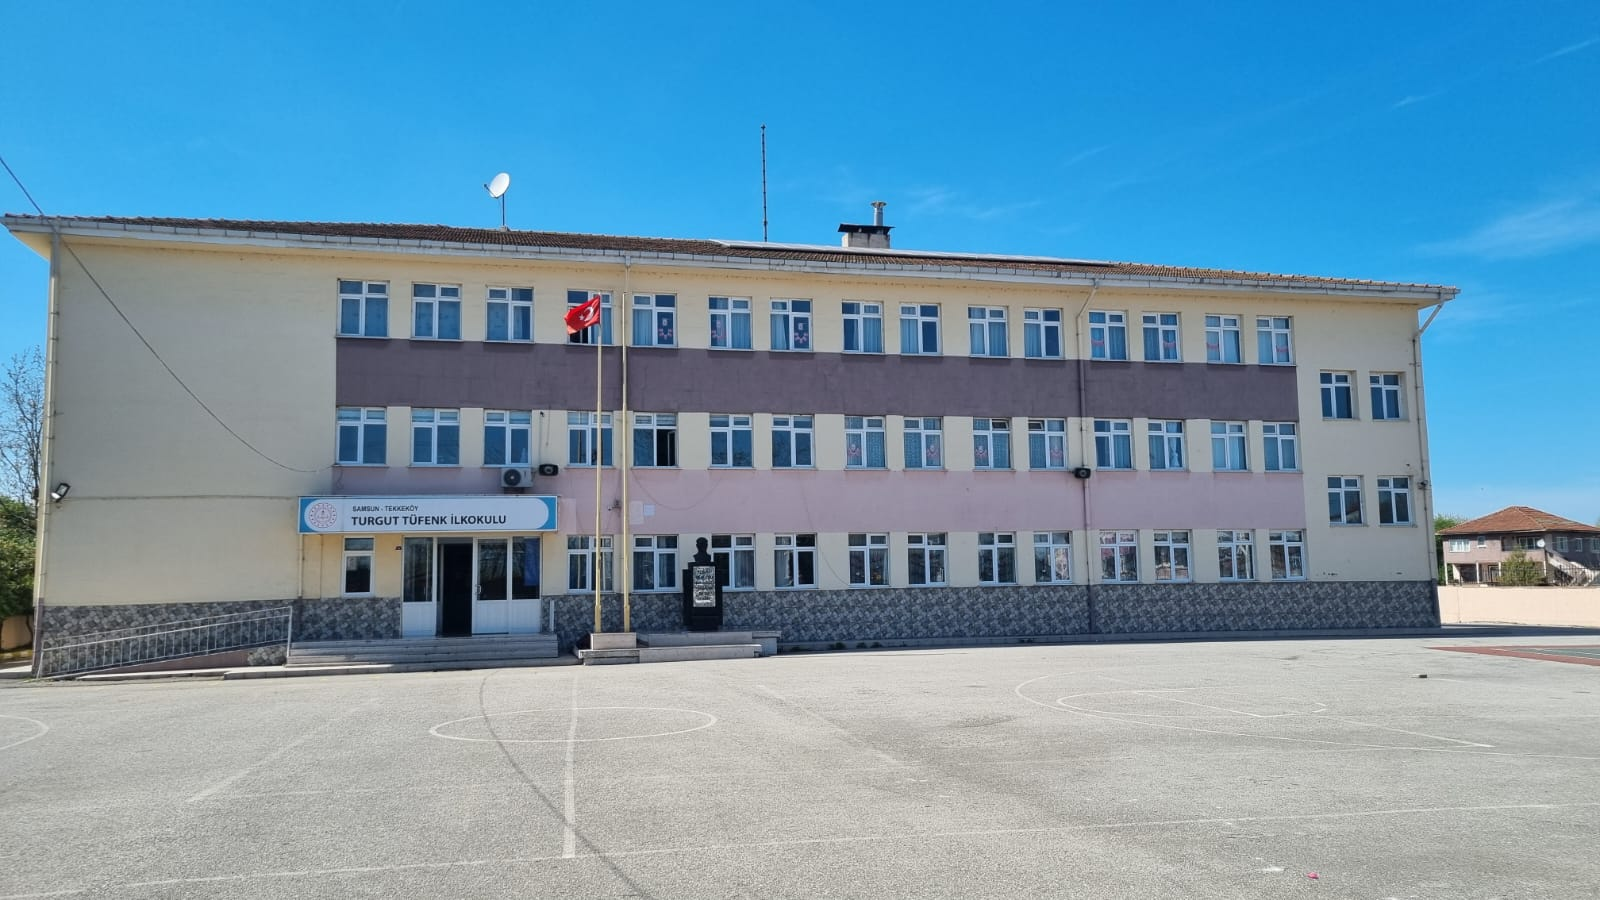 SAMSUN - TEKKEKÖY
TURGUT TÜFENK İLKOKULU